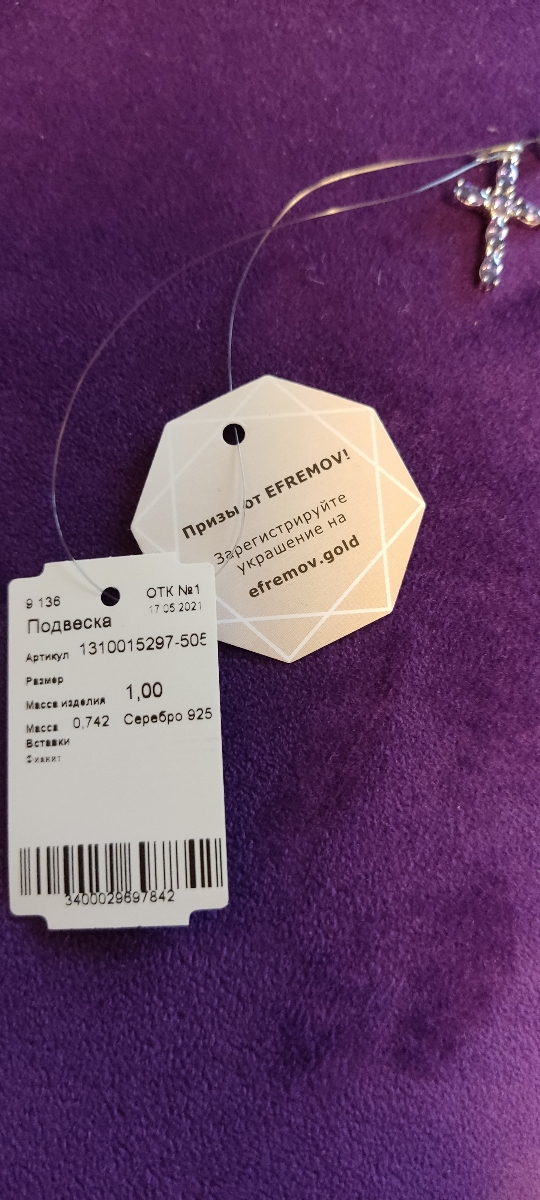 Призы от EFREMOV!
Зарегистрируйте
украшение на
efremov.gold
9 136
ОТК №1
17.05.2021
Подвеска
Артикул 1310015297-505
Размер
Масса изделия 1,00
Масса 0,742 Серебро 925
Вставки
Фианит
3400029697842